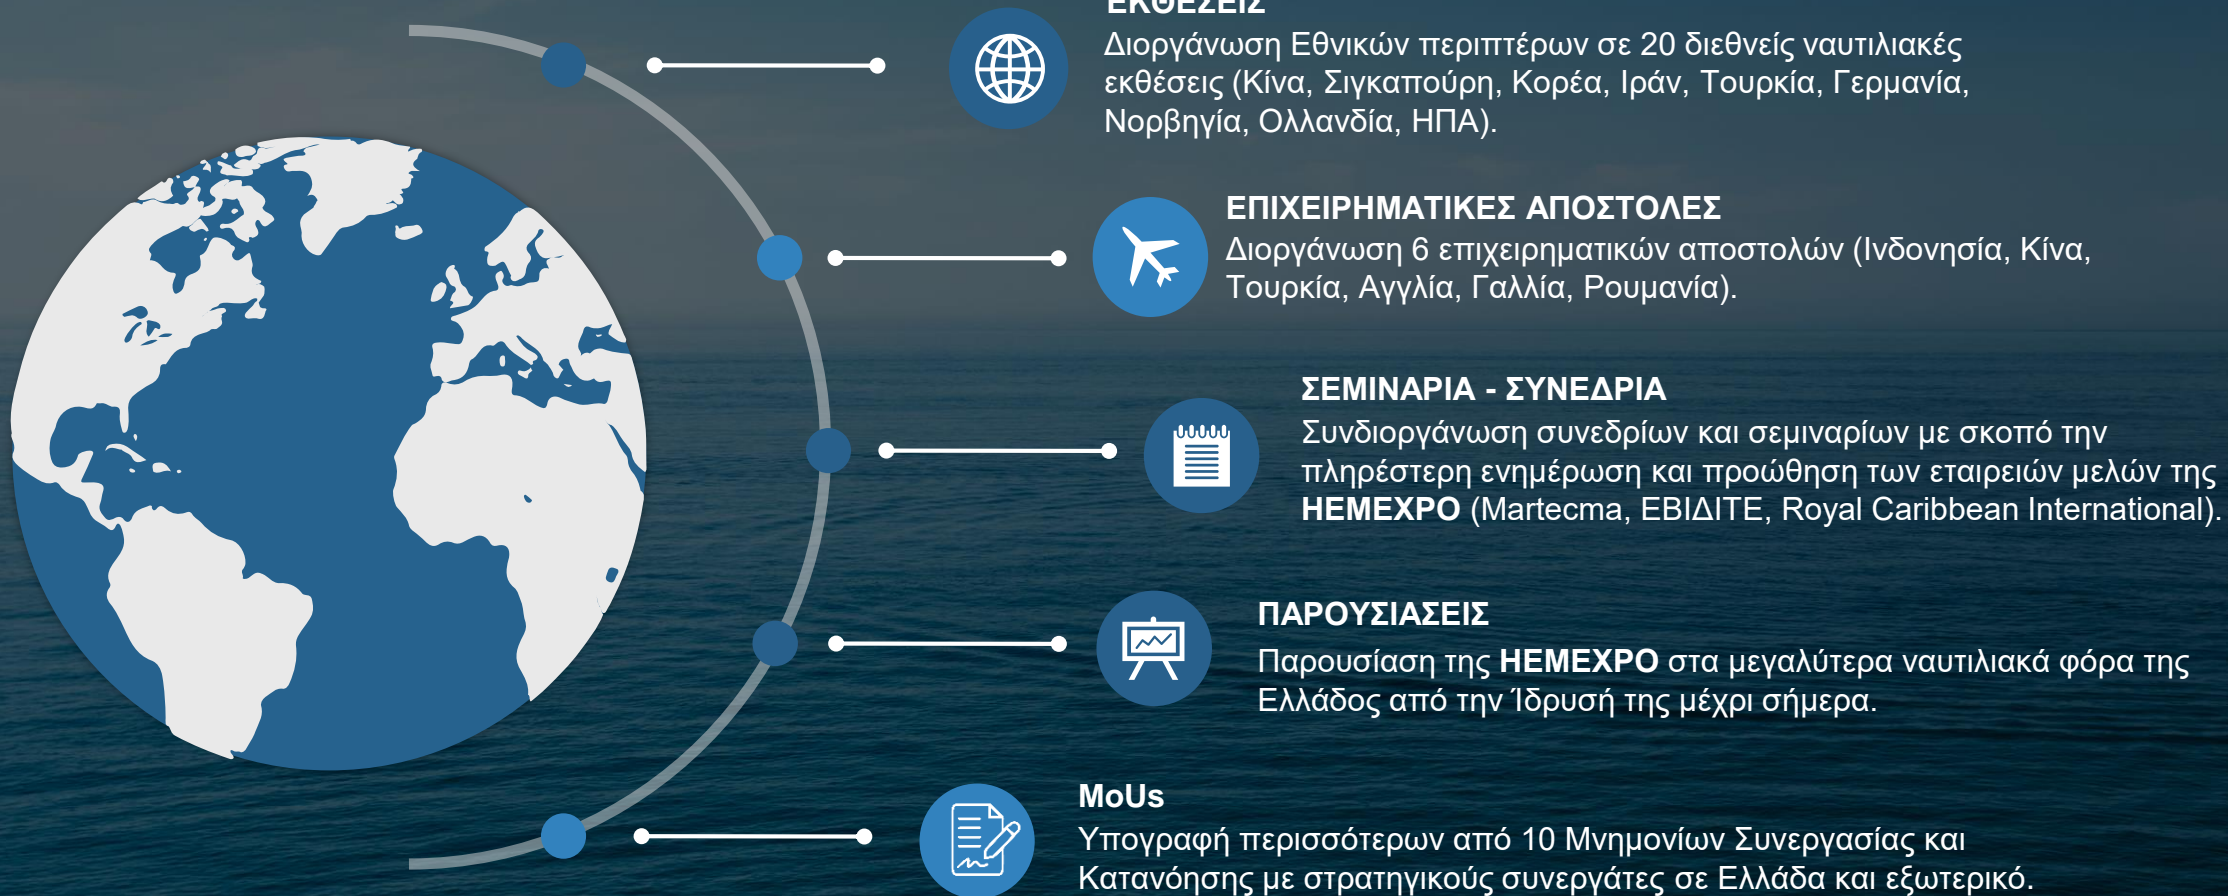 ΕΚΘΕΣΕΙΣ
Διοργάνωση Εθνικών περιπτέρων σε 20 διεθνείς ναυτιλιακές
εκθέσεις (Κίνα, Σιγκαπούρη, Κορέα, Ιράν, Τουρκία, Γερμανία,
Νορβηγία, Ολλανδία, ΗΠΑ).
ΕΠΙΧΕΙΡΗΜΑΤΙΚΕΣ ΑΠΟΣΤΟΛΕΣ
Διοργάνωση 6 επιχειρηματικών αποστολών (Ινδονησία, Κίνα,
Τουρκία, Αγγλία, Γαλλία, Ρουμανία).
ΣΕΜΙΝΑΡΙΑ - ΣΥΝΕΔΡΙΑ
Συνδιοργάνωση συνεδρίων και σεμιναρίων με σκοπό την
πληρέστερη ενημέρωση και προώθηση των εταιρειών μελών της
HEMEXPO (Martecma, ΕΒΙΔΙΤΕ, Royal Caribbean International).
ΠΑΡΟΥΣΙΑΣΕΙΣ
Παρουσίαση της HEMEXPO στα μεγαλύτερα ναυτιλιακά φόρα της
Ελλάδος από την Ίδρυσή της μέχρι σήμερα.
MoUs
Υπογραφή περισσότερων από 10 Μνημονίων Συνεργασίας και
Κατανόησης με στρατηγικούς συνεργάτες σε Ελλάδα και εξωτερικό.